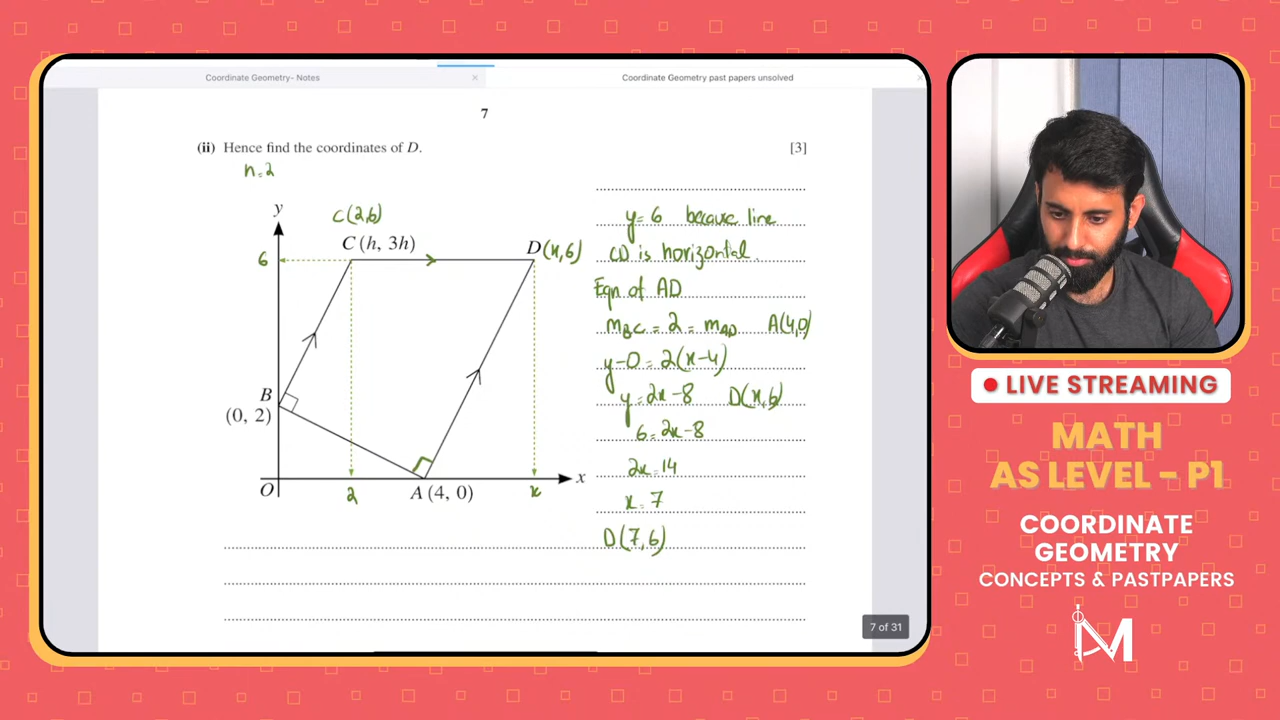 Coordinate Geometry- Notes
×
Coordinate Geometry past papers unsolved
×
7
(ii) Hence find the coordinates of D.
[3]
h=2
y
C(2,6)
C (h, 3h)
D(x,6)
6
B
(0, 2)
O
2
A (4, 0)
x
x
y=6 because line
CD is horizontal.
Eqn of AD
mBC = 2 = mAD A(4,0)
y-0=2(x-4)
y=2x-8 D(x,6)
6=2x-8
2x=14
x=7
D(7,6)
7 of 31
LIVE STREAMING
MATH
AS LEVEL - P1
COORDINATE
GEOMETRY
CONCEPTS & PASTPAPERS
M